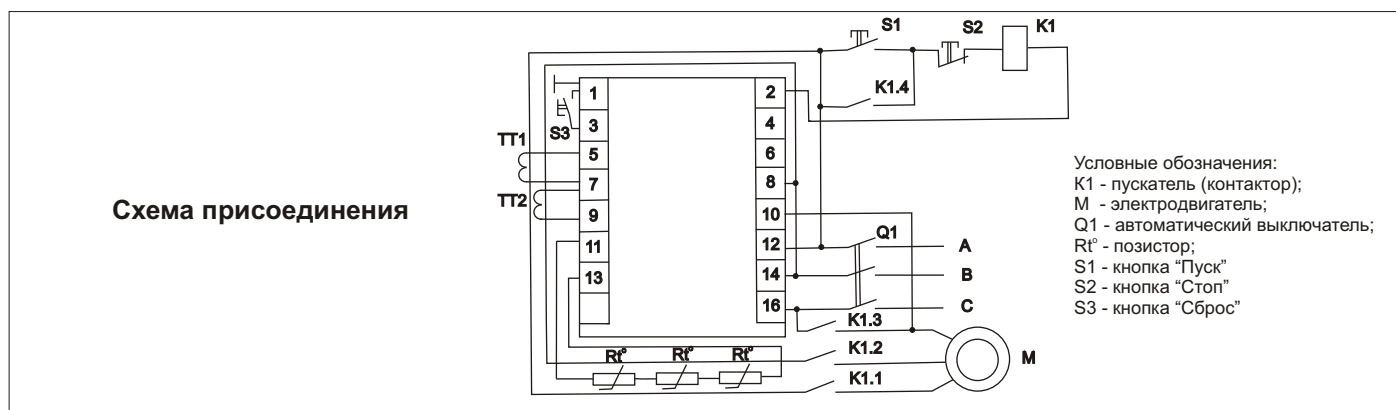 Схема присоединения
S1
S2
K1
K1.4
1
2
3
4
S3
TT1
5
6
7
8
TT2
9
10
11
12
Q1
A
13
14
B
16
C
K1.3
K1.2
K1.1
M
Rt°
Rt°
Rt°
Условные обозначения:
K1 - пускатель (контактор);
M - электродвигатель;
Q1 - автоматический выключатель;
Rt° - позистор;
S1 - кнопка “Пуск”
S2 - кнопка “Стоп”
S3 - кнопка “Сброс”